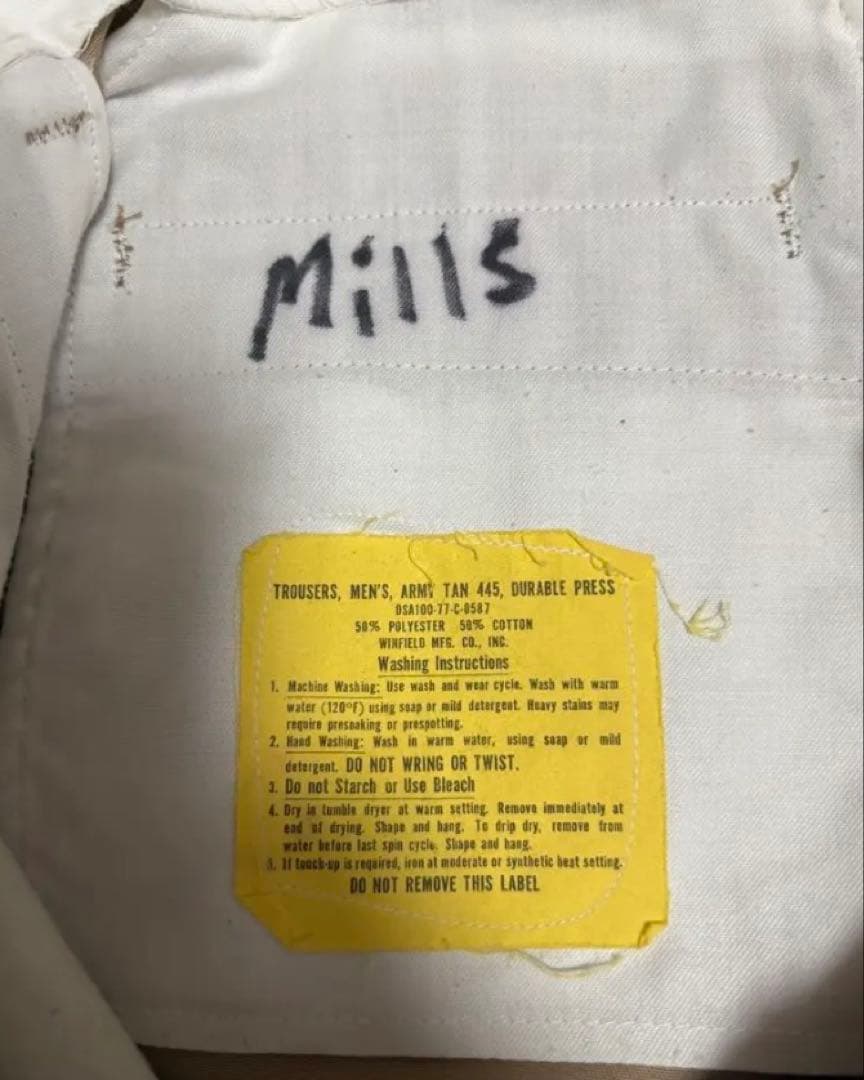 Mills
TROUSERS, MEN'S, ARMY TAN 445, DURABLE PRESS
DSA100-77-C-0587
50% POLYESTER 50% COTTON
WINFIELD MFG. CO., INC.
Washing Instructions
1. Machine Washing: Use wash and wear cycle. Wash with warm
water (120°F) using soap or mild detergent. Heavy stains may
require presoaking or prespotting.
2. Hand Washing: Wash in warm water, using soap or mild
detergent. DO NOT WRING OR TWIST.
3. Do not Starch or Use Bleach
4. Dry in tumble dryer at warm setting. Remove immediately at
end of drying. Shape and hang. To drip dry, remove from
water before last spin cycle. Shape and hang.
5. If touch-up is required, iron at moderate or synthetic heat setting.
DO NOT REMOVE THIS LABEL